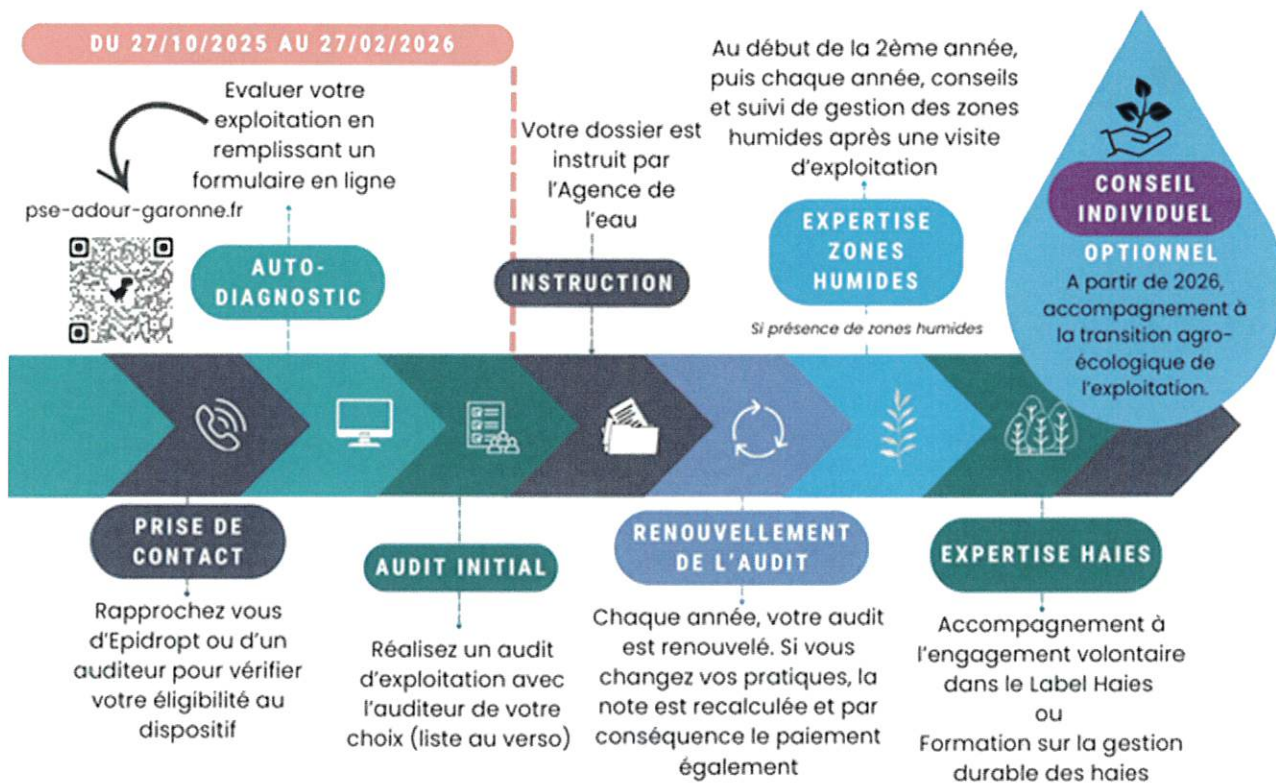 DU 27/10/2025 AU 27/02/2026
Evaluer votre
exploitation en
remplissant un
formulaire en ligne
pse-adour-garonne.fr
AUTO-
DIAGNOSTIC
Votre dossier est
instruit par
l'Agence de
l'eau
INSTRUCTION
Au début de la 2ème année,
puis chaque année, conseils
et suivi de gestion des zones
humides après une visite
d'exploitation
EXPERTISE
ZONES
HUMIDES
Si présence de zones humides
CONSEIL
INDIVIDUEL
OPTIONNEL
A partir de 2026,
accompagnement à
la transition agro-
écologique de
l'exploitation.
PRISE DE
CONTACT
Rapprochez vous
d'Epidropt ou d'un
auditeur pour vérifier
votre éligibilité au
dispositif
AUDIT INITIAL
Réalisez un audit
d'exploitation avec
l'auditeur de votre
choix (liste au verso)
RENOUVELLEMENT
DE L'AUDIT
Chaque année, votre audit
est renouvelé. Si vous
changez vos pratiques, la
note est recalculée et par
conséquence le paiement
également
EXPERTISE HAIES
Accompagnement à
l'engagement volontaire
dans le Label Haies
ou
Formation sur la gestion
durable des haies